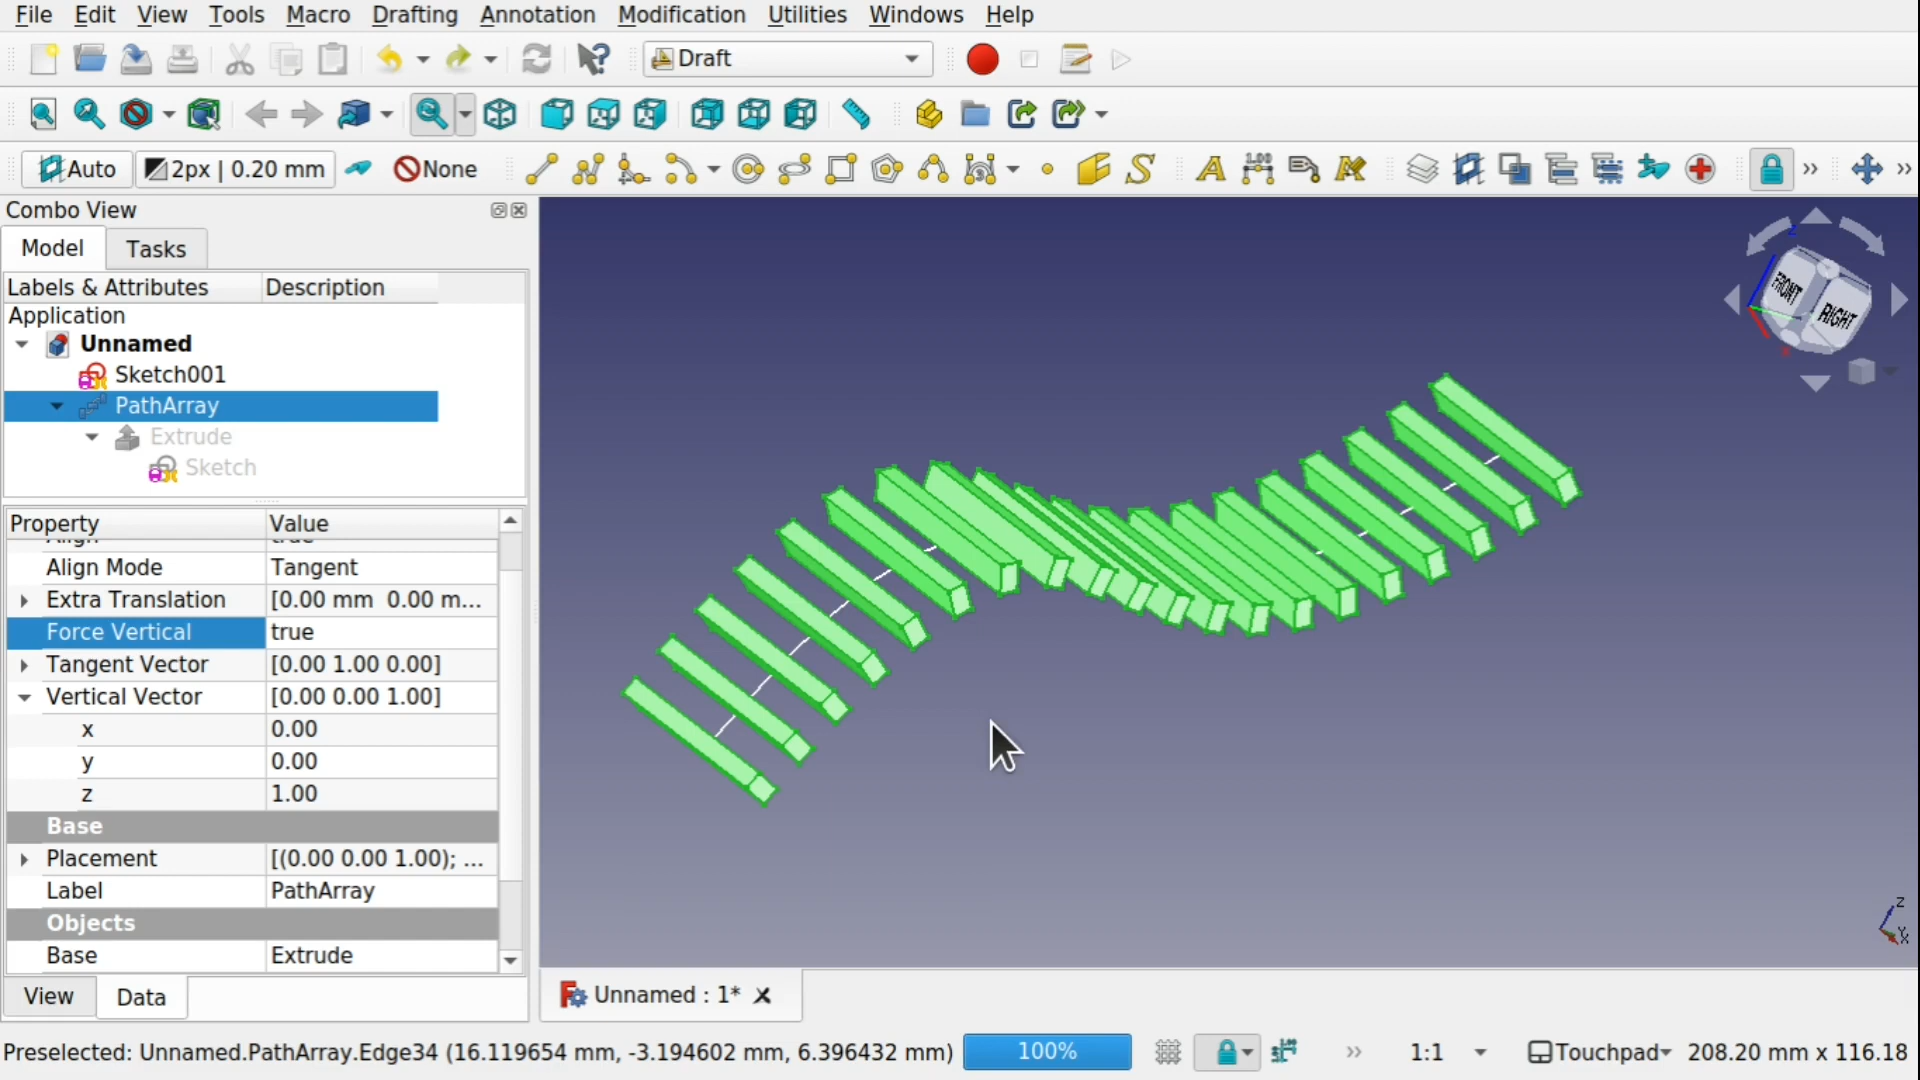 File Edit View Tools Macro Drafting Annotation Modification Utilities Windows Help
Draft
Auto 2px | 0.20 mm None
Combo View
Model Tasks
Labels & Attributes Description
Application
Unnamed
Sketch001
PathArray
Extrude
Sketch
Property Value
Align true
Align Mode Tangent
Extra Translation [0.00 mm 0.00 m...
Force Vertical true
Tangent Vector [0.00 1.00 0.00]
Vertical Vector [0.00 0.00 1.00]
x 0.00
y 0.00
z 1.00
Base
Placement [(0.00 0.00 1.00); ...
Label PathArray
Objects
Base Extrude
View Data
FRONT
RIGHT
Z
X
Z
Y
X
Unnamed : 1*
Preselected: Unnamed.PathArray.Edge34 (16.119654 mm, -3.194602 mm, 6.396432 mm) 100% 1:1 Touchpad 208.20 mm x 116.18